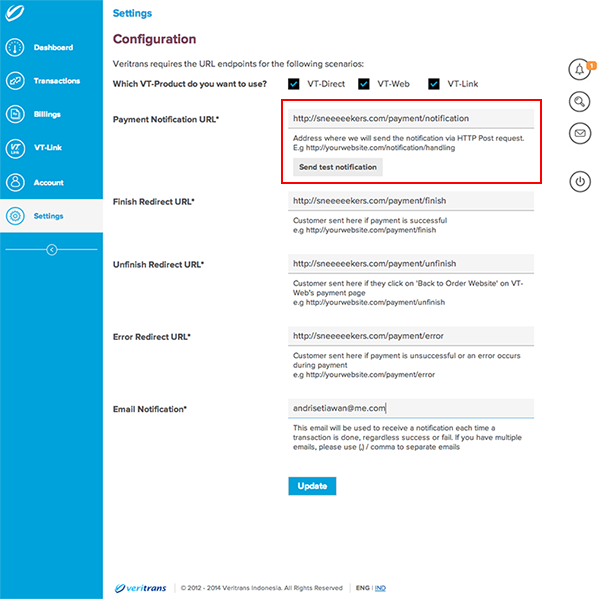 Settings
Configuration
Veritrans requires the URL endpoints for the following scenarios:
Which VT-Product do you want to use? VT-Direct VT-Web VT-Link
Dashboard
Transactions
Billings
VT-Link
Account
Settings
Payment Notification URL* http://sneeeeekers.com/payment/notification
Address where we will send the notification via HTTP Post request.
E.g http://yourwebsite.com/notification/handling
Send test notification
Finish Redirect URL* http://sneeeeekers.com/payment/finish
Customer sent here if payment is successful
e.g http://yourwebsite.com/payment/finish
Unfinish Redirect URL* http://sneeeeekers.com/payment/unfinish
Customer sent here if they click on 'Back to Order Website' on VT-
Web's payment page
e.g http://yourwebsite.com/payment/unfinish
Error Redirect URL* http://sneeeeekers.com/payment/error
Customer sent here if payment is unsuccessful or an error occurs
during payment
e.g http://yourwebsite.com/payment/error
Email Notification* andrisetiawan@me.com
This email will be used to receive a notification each time a
transaction is done, regardless success or fail. If you have multiple
emails, please use (,) / comma to separate emails
Update
1
veritrans © 2012 - 2014 Veritrans Indonesia. All Rights Reserved ENG | IND